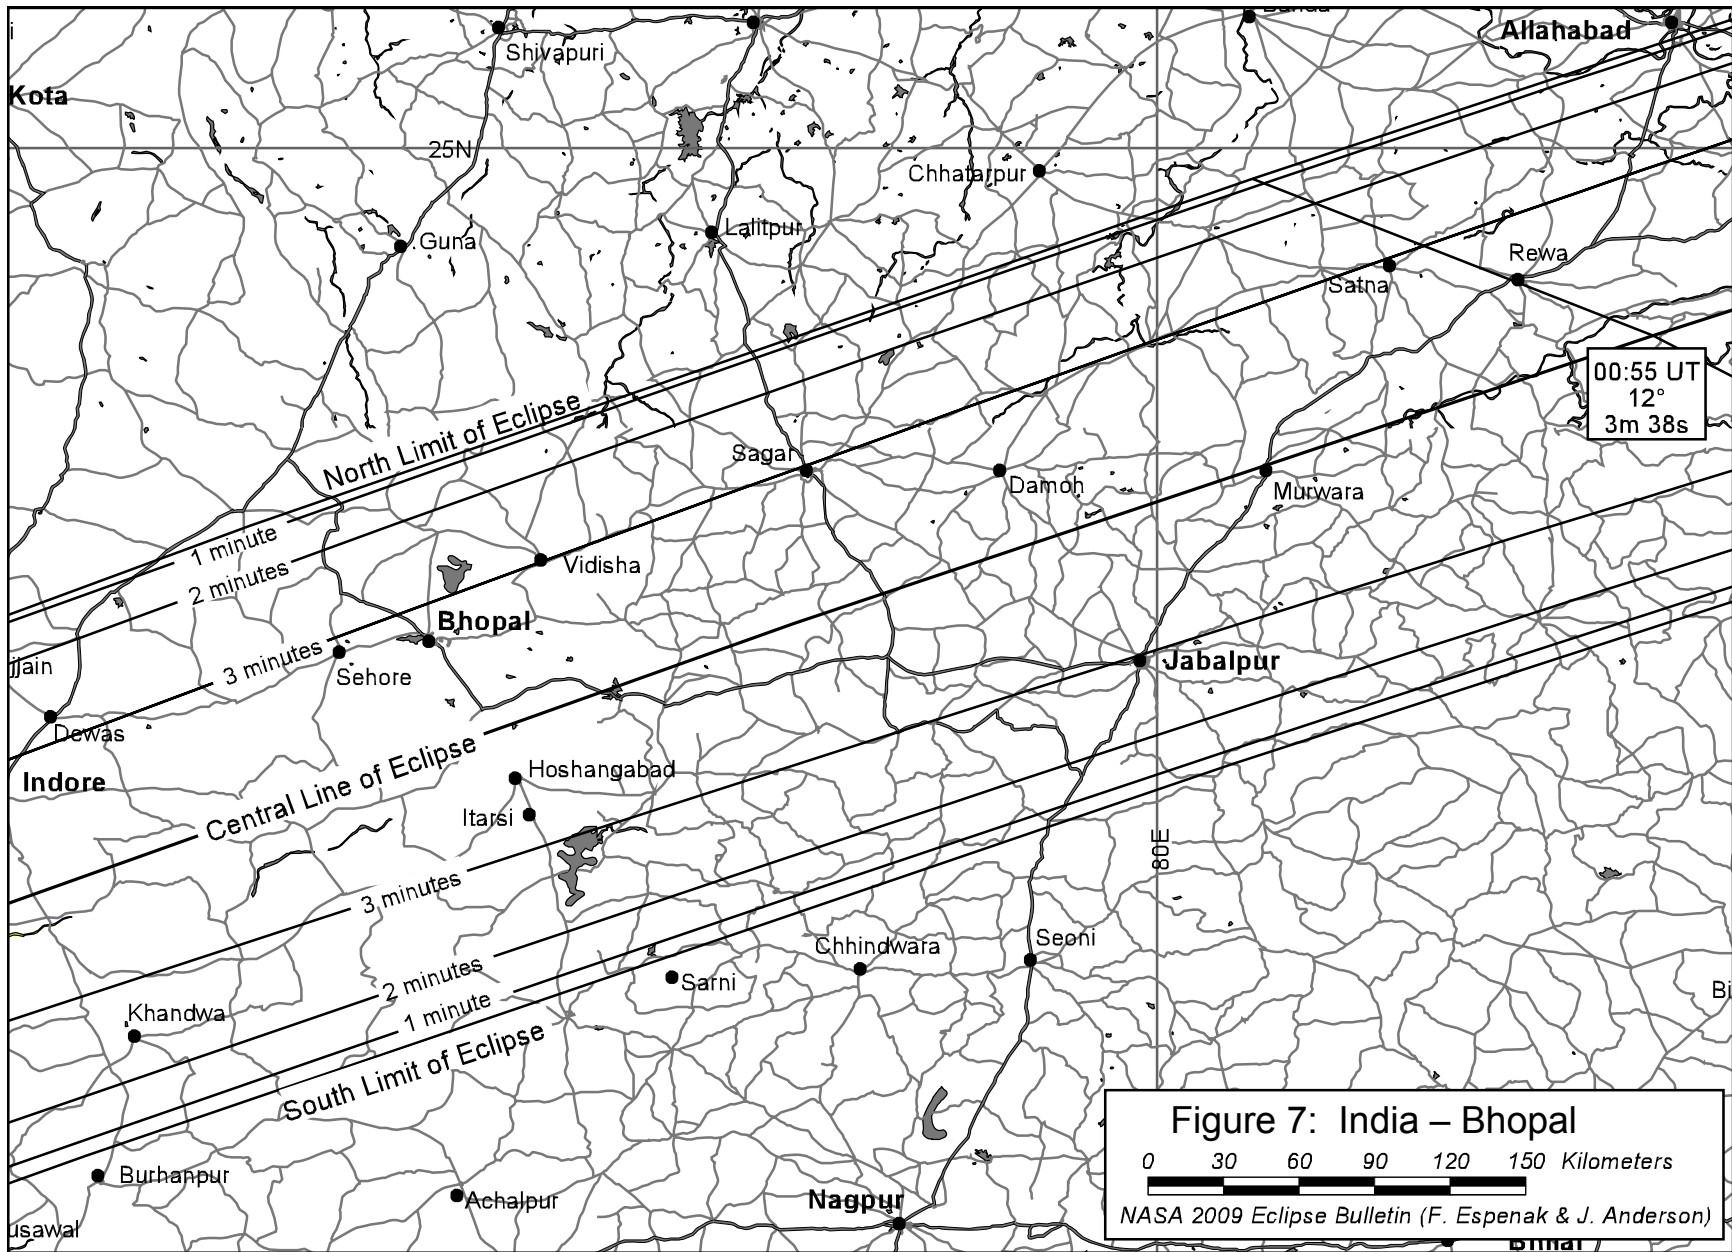 Shivapuri
Allahabad
Kota
25N
Chhatarpur
Guna
Lalitpur
Rewa
Satna
00:55 UT
12°
3m 38s
North Limit of Eclipse
Sagar
Damoh
Murwara
1 minute
2 minutes
Vidisha
Bhopal
3 minutes
Sehore
Jabalpur
jjain
Dewas
Indore
Central Line of Eclipse
Hoshangabad
Itarsi
80E
3 minutes
Chhindwara
Seoni
2 minutes
Sarni
Bi
1 minute
Khandwa
South Limit of Eclipse
Burhanpur
Achalpur
Nagpur
usawal
Figure 7: India – Bhopal
0 30 60 90 120 150 Kilometers
NASA 2009 Eclipse Bulletin (F. Espenak & J. Anderson)